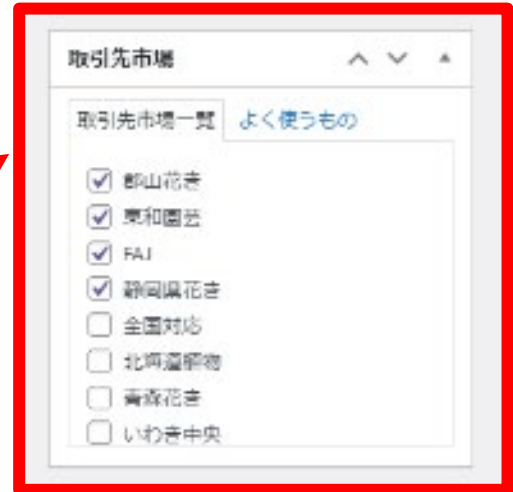 取引先市場
取引先市場一覧 よく使うもの
郡山花き
東和園芸
FAJ
静岡県花き
全国対応
北海道植物
青森花き
いわき中央